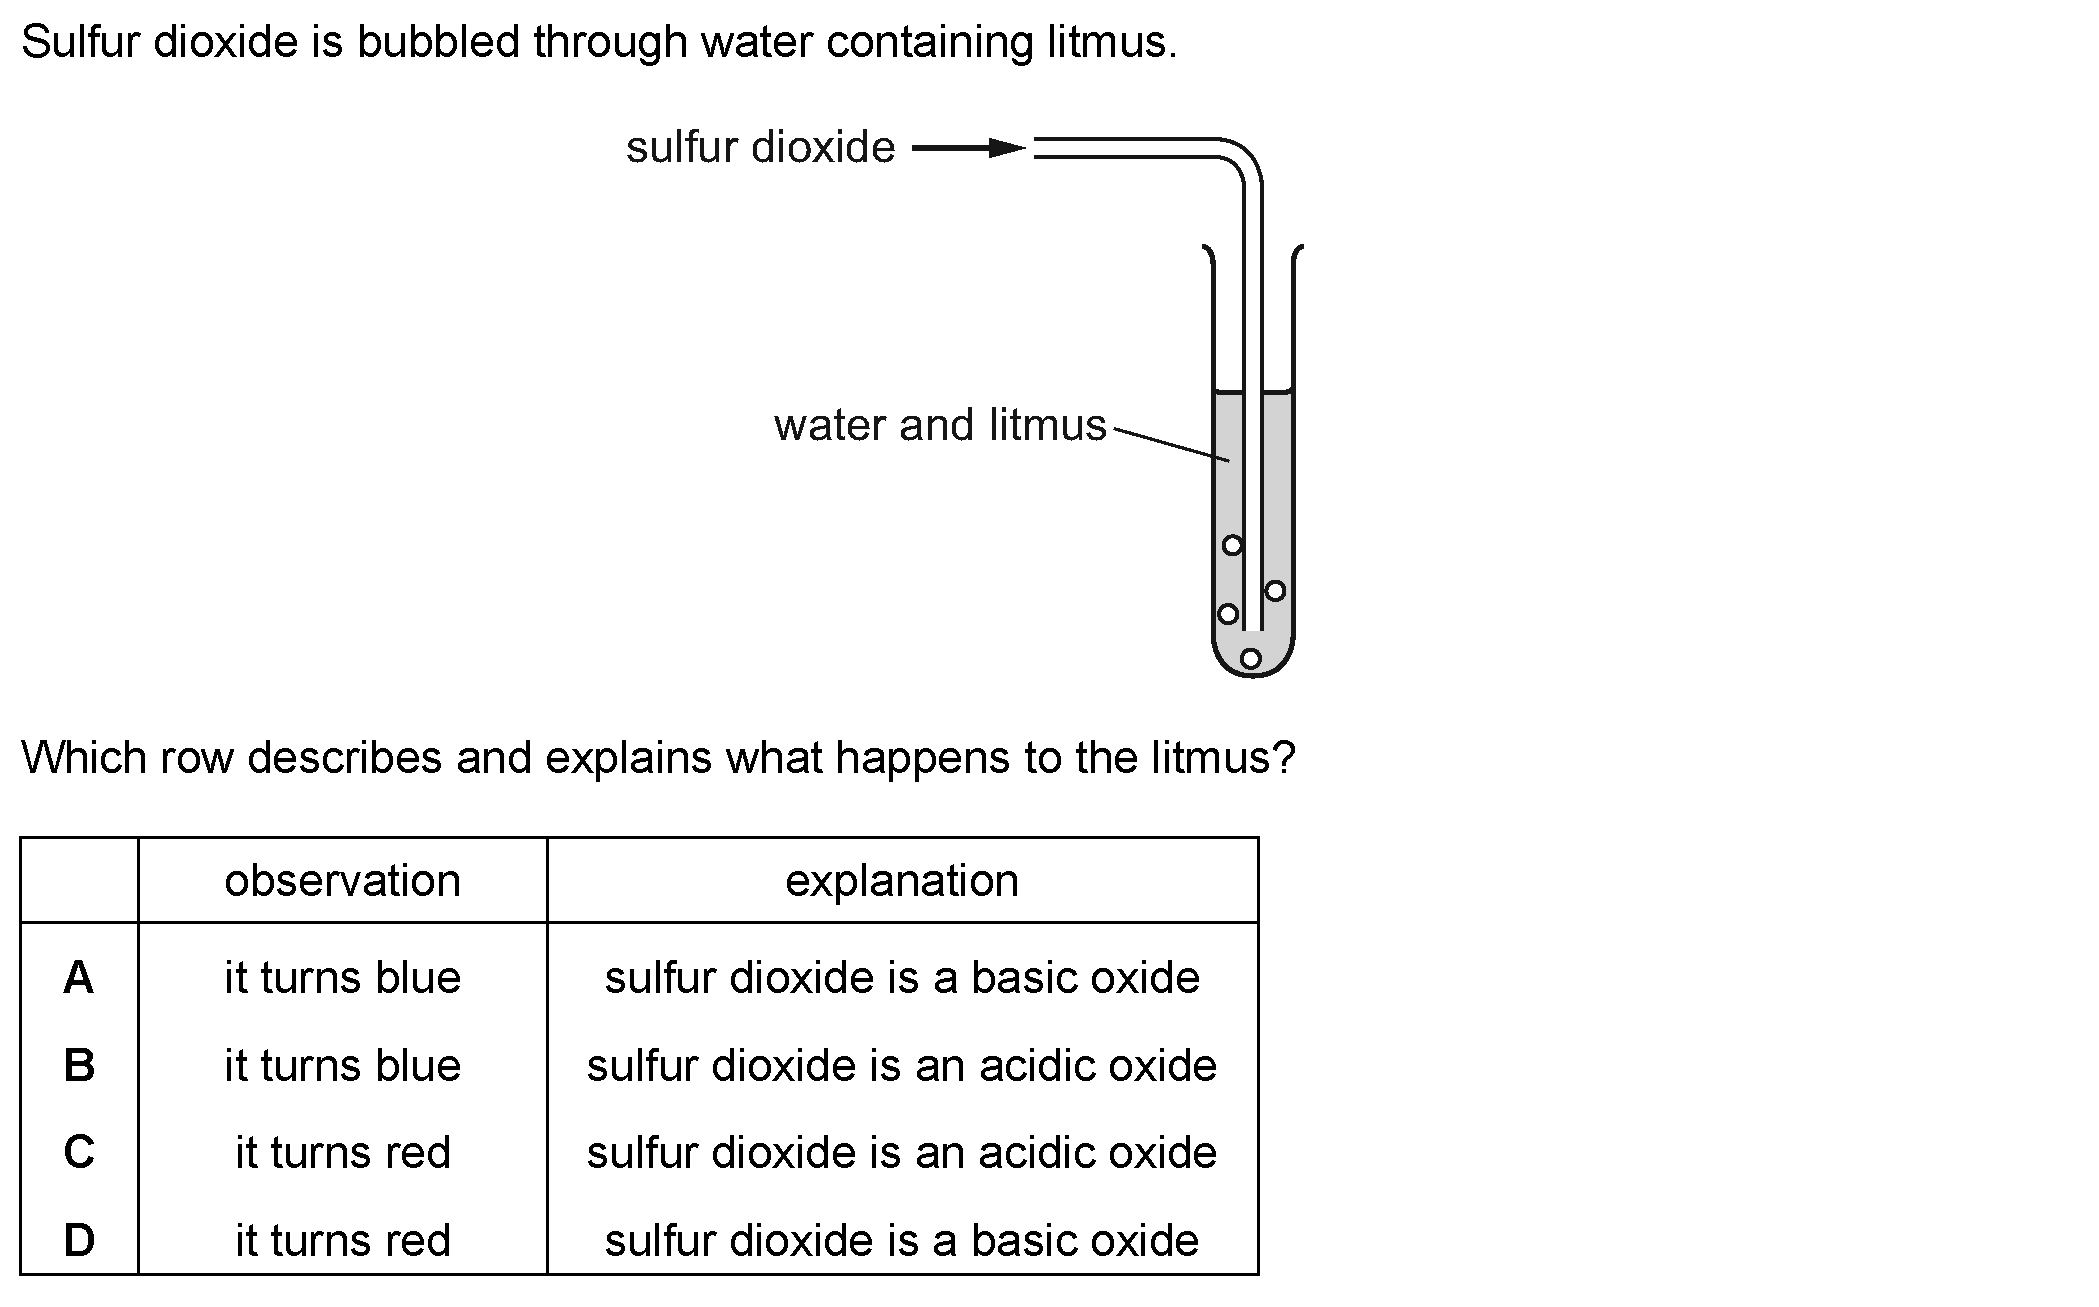 Sulfur dioxide is bubbled through water containing litmus.
sulfur dioxide
water and litmus
Which row describes and explains what happens to the litmus?
observation explanation
A it turns blue sulfur dioxide is a basic oxide
B it turns blue sulfur dioxide is an acidic oxide
C it turns red sulfur dioxide is an acidic oxide
D it turns red sulfur dioxide is a basic oxide